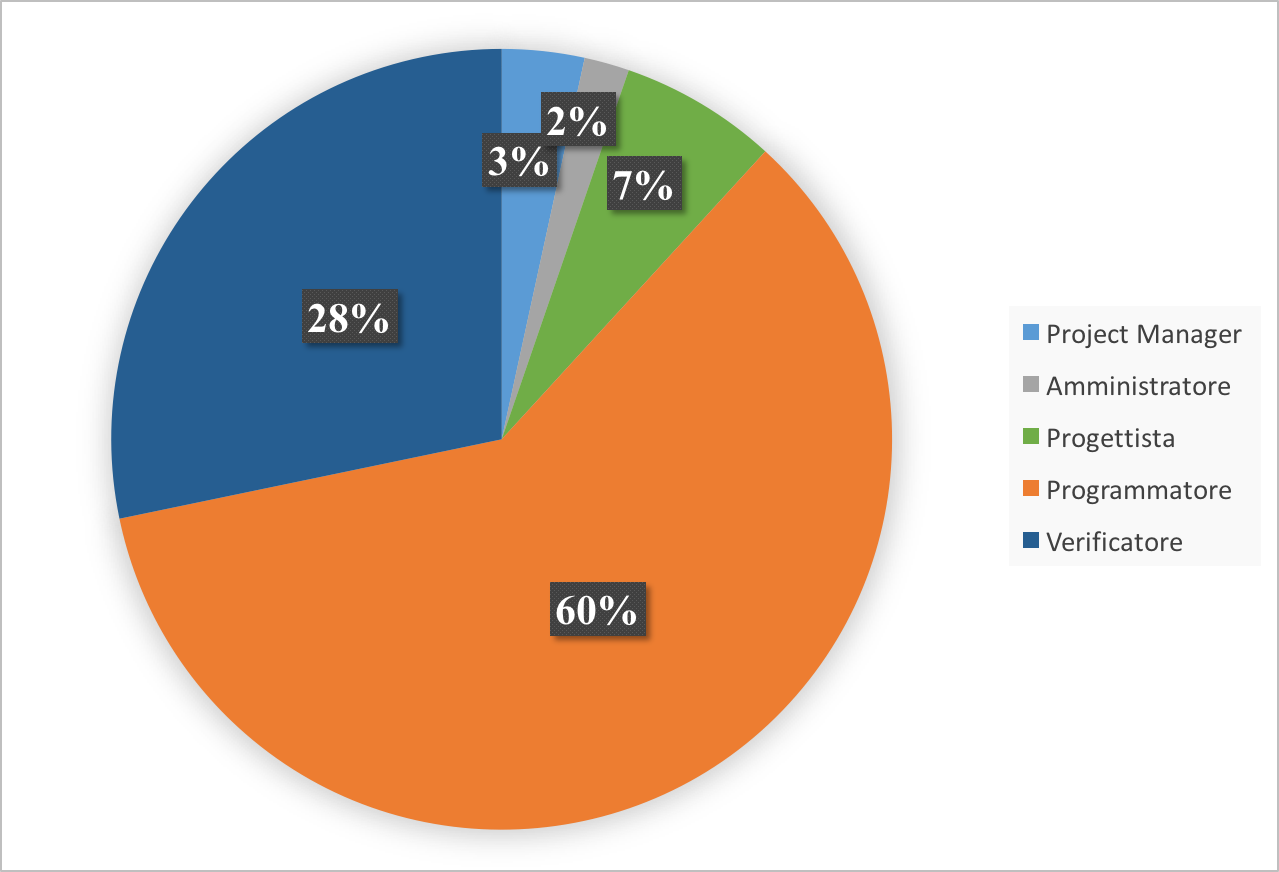 2%
3%
7%
28%
60%
Project Manager
Amministratore
Progettista
Programmatore
Verificatore